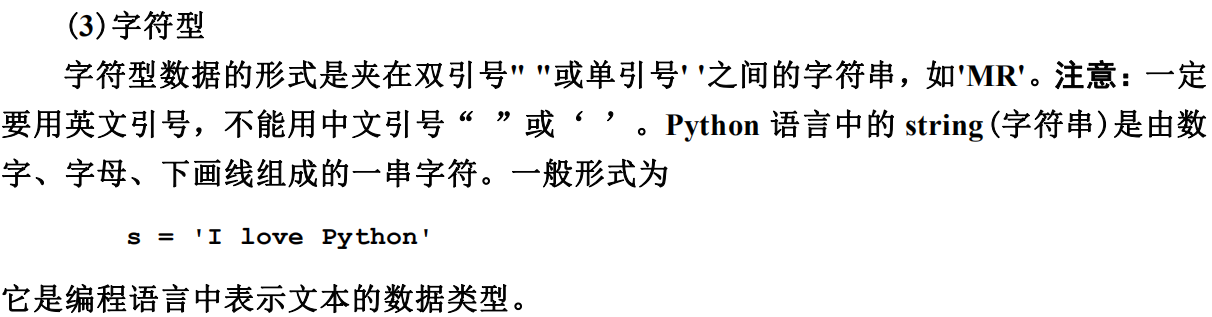 (3)字符型
字符型数据的形式是夹在双引号" "或单引号' '之间的字符串，如'MR'。注意：一定
要用英文引号，不能用中文引号“ ”或‘ ’。Python 语言中的 string(字符串)是由数
字、字母、下画线组成的一串字符。一般形式为
s = 'I love Python'
它是编程语言中表示文本的数据类型。